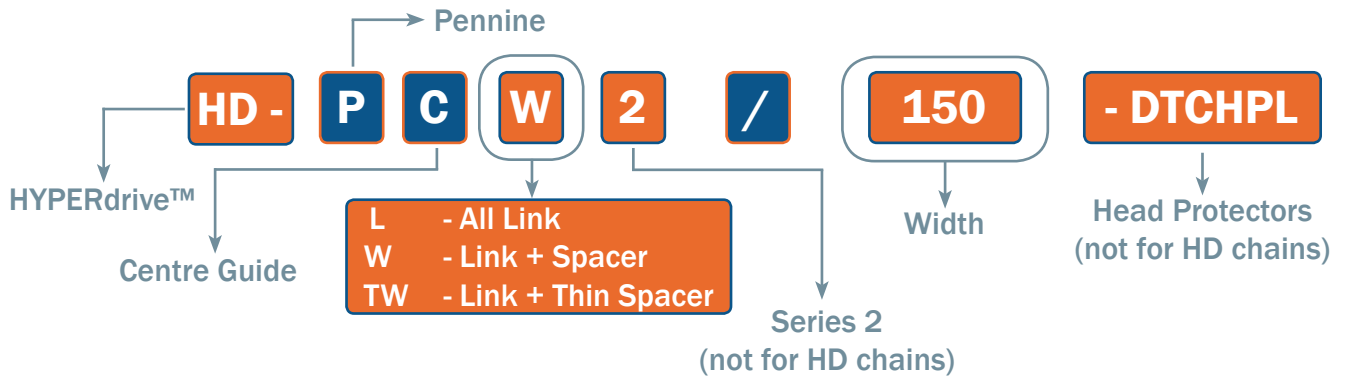 Pennine
HD - P C W 2 / 150 - DTCHPL
HYPERdrive™
Centre Guide
L - All Link
W - Link + Spacer
TW - Link + Thin Spacer
Series 2
(not for HD chains)
Width
Head Protectors
(not for HD chains)